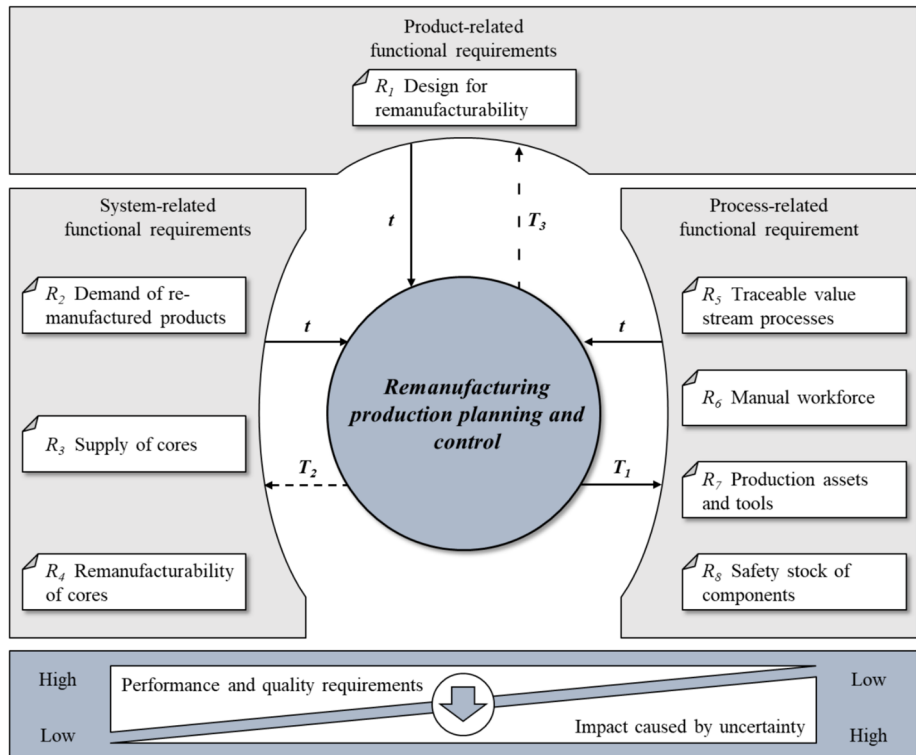 Product-related
functional requirements
R1 Design for
remanufacturability
System-related
functional requirements
Process-related
functional requirement
t
T3
R2 Demand of re-
manufactured products
R5 Traceable value
stream processes
t
t
Remanufacturing
production planning and
control
R6 Manual workforce
R3 Supply of cores
T2
T1
R7 Production assets
and tools
R4 Remanufacturability
of cores
R8 Safety stock of
components
High
Performance and quality requirements
Low
Low
Impact caused by uncertainty
High